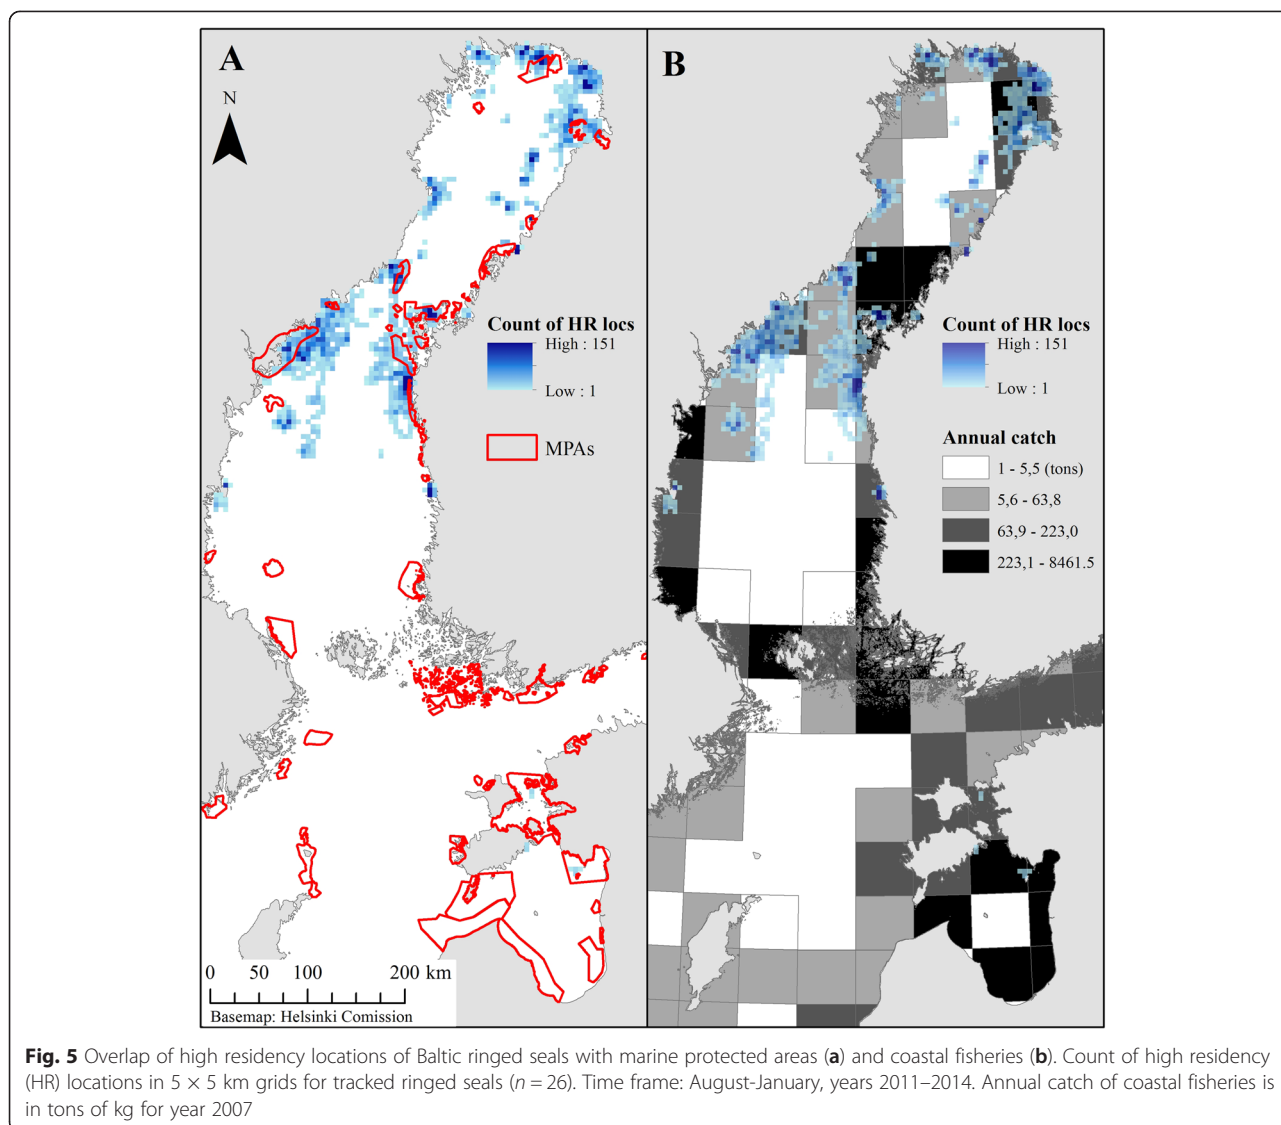 A
N
Count of HR locs
High : 151
Low : 1
MPAs
0 50 100 200 km
Basemap: Helsinki Comission
B
Count of HR locs
High : 151
Low : 1
Annual catch
1 - 5,5 (tons)
5,6 - 63,8
63,9 - 223,0
223,1 - 8461.5
Fig. 5 Overlap of high residency locations of Baltic ringed seals with marine protected areas (a) and coastal fisheries (b). Count of high residency
(HR) locations in 5 × 5 km grids for tracked ringed seals (n = 26). Time frame: August-January, years 2011–2014. Annual catch of coastal fisheries is
in tons of kg for year 2007